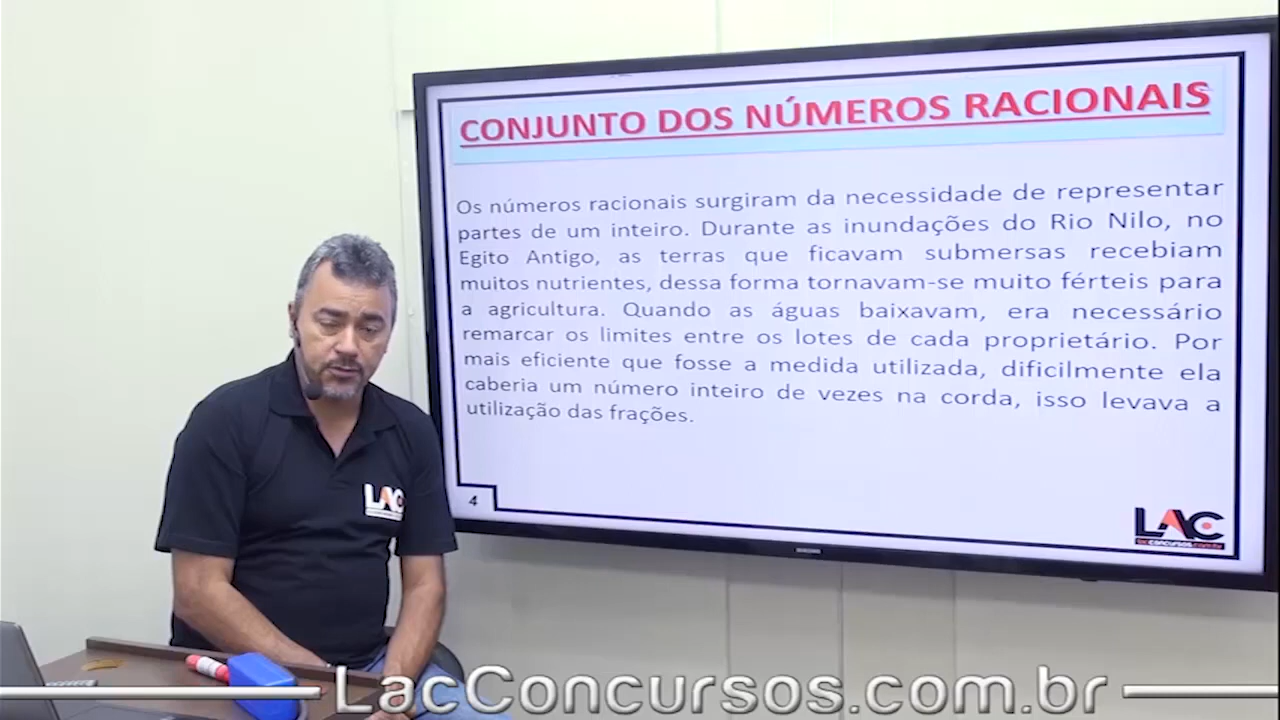 CONJUNTO DOS NÚMEROS RACIONAIS
Os números racionais surgiram da necessidade de representar
partes de um inteiro. Durante as inundações do Rio Nilo, no
Egito Antigo, as terras que ficavam submersas recebiam
muitos nutrientes, dessa forma tornavam-se muito férteis para
a agricultura. Quando as águas baixavam, era necessário
remarcar os limites entre os lotes de cada proprietário. Por
mais eficiente que fosse a medida utilizada, dificilmente ela
caberia um número inteiro de vezes na corda, isso levava a
utilização das frações.
4
LAC
LAC
LacConcursos.com.br